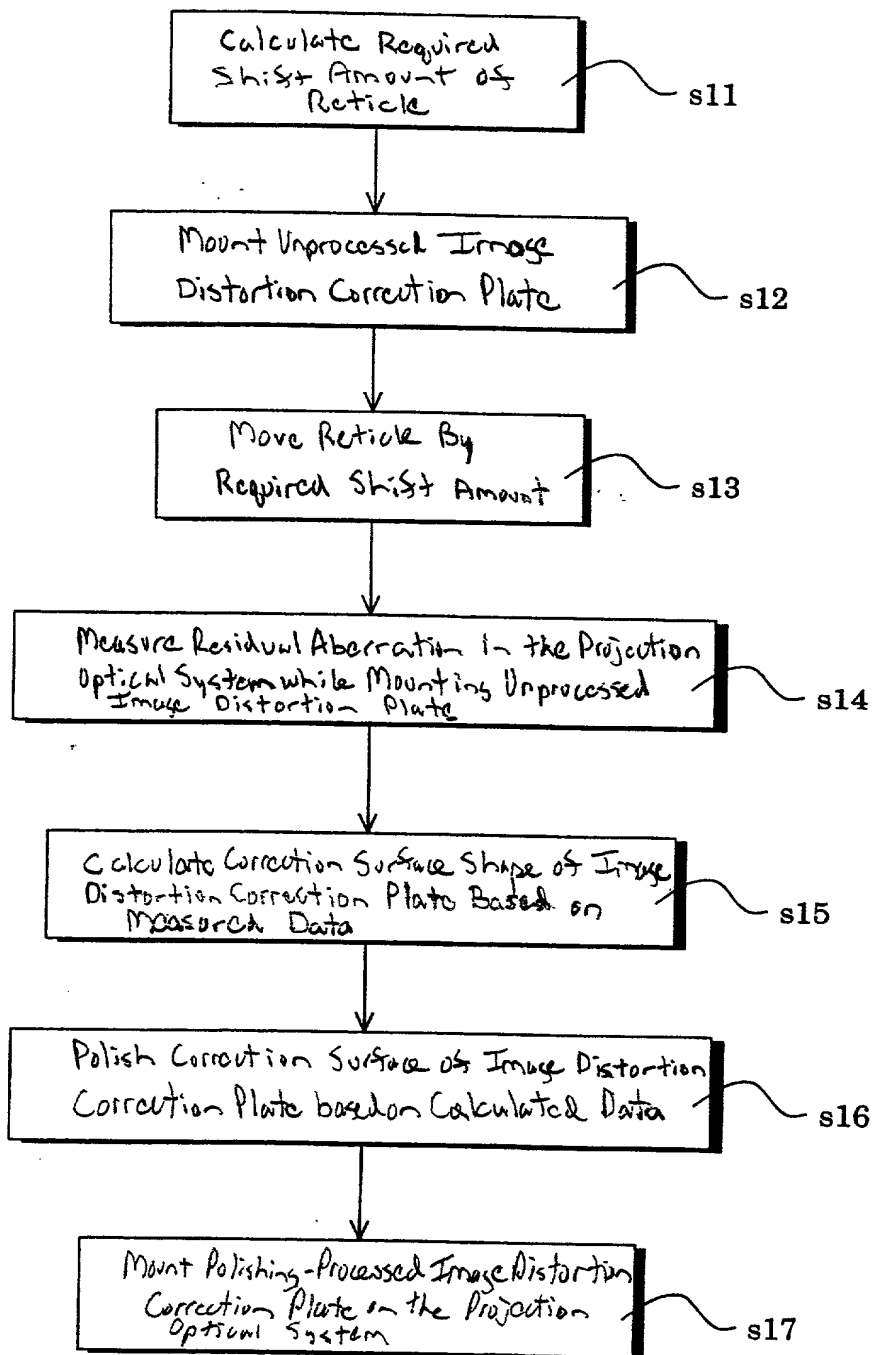 Calculate Required
Shift Amount of
Reticle
s11
Mount Unprocessed Image
Distortion Correction Plate
s12
Move Reticle By
Required Shift Amount
s13
Measure Residual Aberration in the Projection
Optical System while Mounting Unprocessed
Image Distortion Plate
s14
Calculate Correction Surface Shape of Image
Distortion Correction Plate Based on
Measured Data
s15
Polish Correction Surface of Image Distortion
Correction Plate based on Calculated Data
s16
Mount Polishing-Processed Image Distortion
Correction Plate on the Projection
Optical System
s17